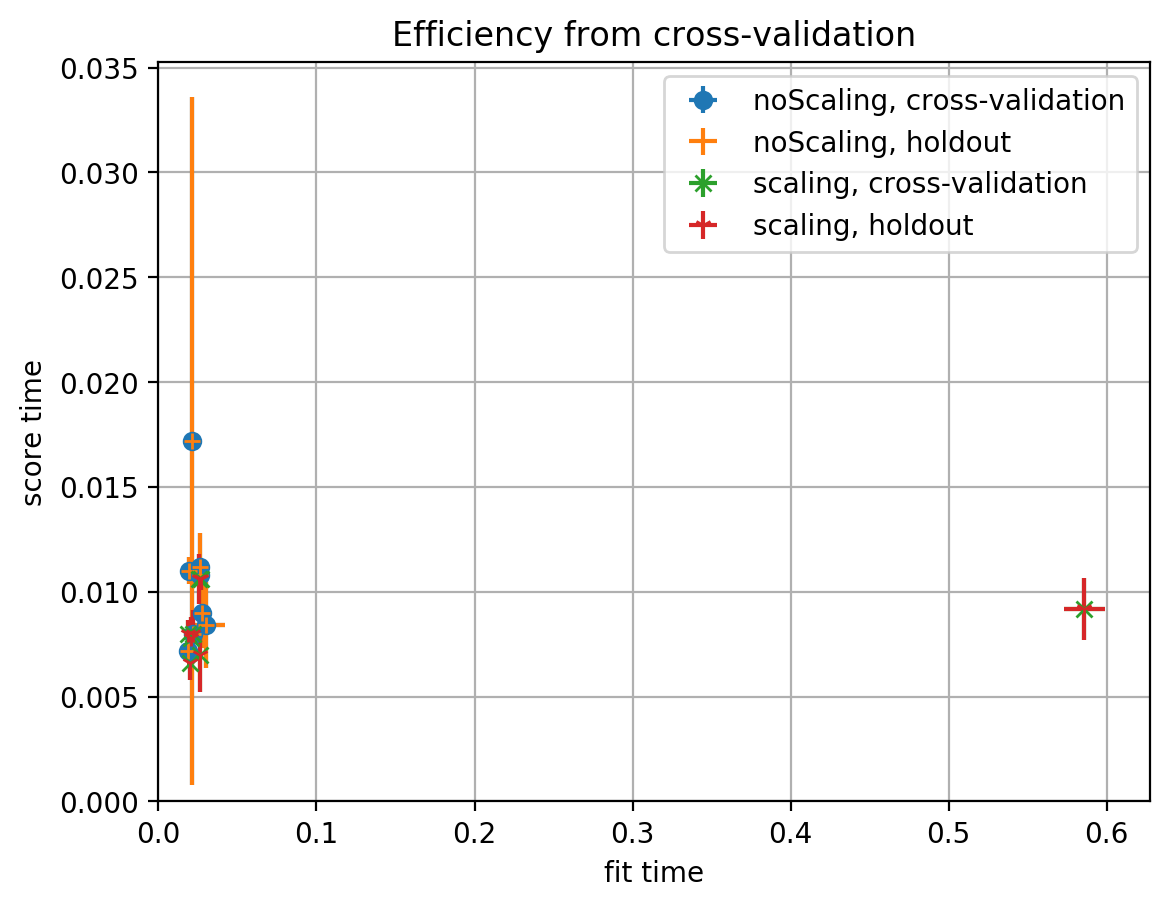 Efficiency from cross-validation
0.035
0.030
0.025
0.020
0.015
0.010
0.005
0.000
score time
noScaling, cross-validation
noScaling, holdout
scaling, cross-validation
scaling, holdout
0.0 0.1 0.2 0.3 0.4 0.5 0.6
fit time